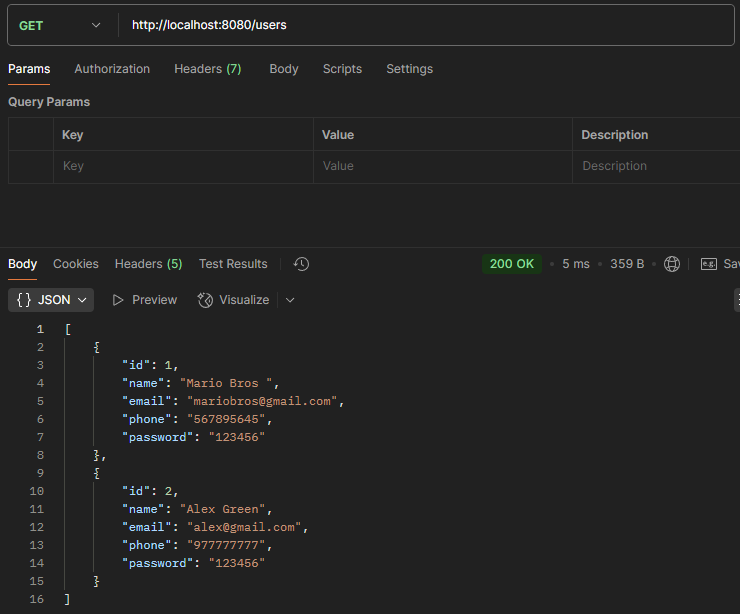 GET http://localhost:8080/users
Params Authorization Headers (7) Body Scripts Settings
Query Params
Key Value Description
Key Value Description
Body Cookies Headers (5) Test Results 200 OK • 5 ms • 359 B • e.g. Sav
{} JSON Preview Visualize
1 [
2 {
3 "id": 1,
4 "name": "Mario Bros ",
5 "email": "mariobros@gmail.com",
6 "phone": "567895645",
7 "password": "123456"
8 },
9 {
10 "id": 2,
11 "name": "Alex Green",
12 "email": "alex@gmail.com",
13 "phone": "977777777",
14 "password": "123456"
15 }
16 ]